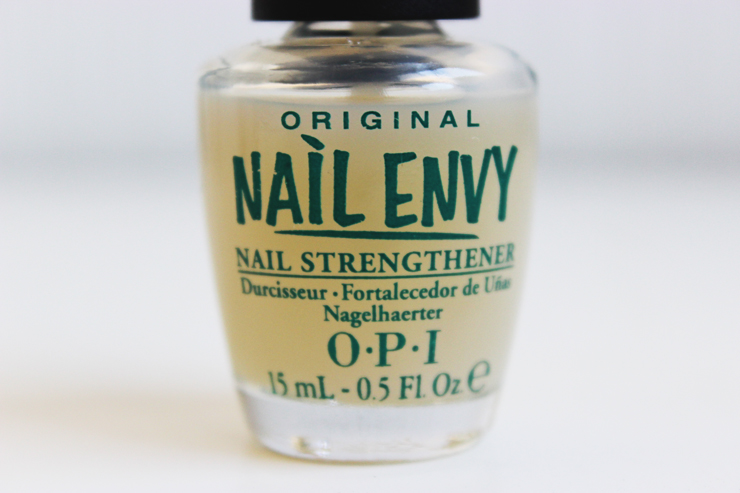 ORIGINAL
NAIL ENVY
NAIL STRENGTHENER
Durcisseur • Fortalecedor de Uñas
Nagelhaerter
O•P•I
15 mL - 0.5 Fl. Oz. e